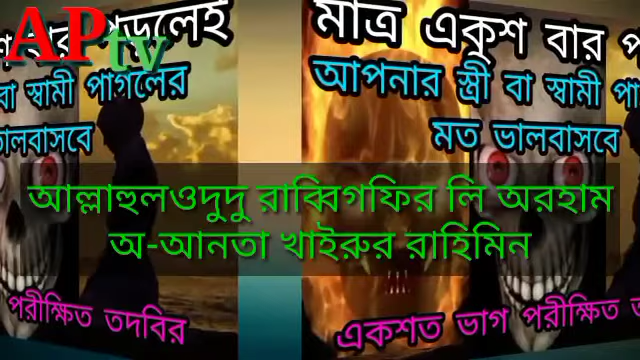 APtv
বার পড়লেই
বা স্বামী পাগলের
ভালবাসবে
মাত্র একুশ বার প
আপনার স্ত্রী বা স্বামী পা
মত ভালবাসবে
আল্লাহুলওদুদু রাব্বিগফির লি অরহাম
অ-আনতা খাইরুর রাহিমিন
পরীক্ষিত তদবির
একশত ভাগ পরীক্ষিত ত